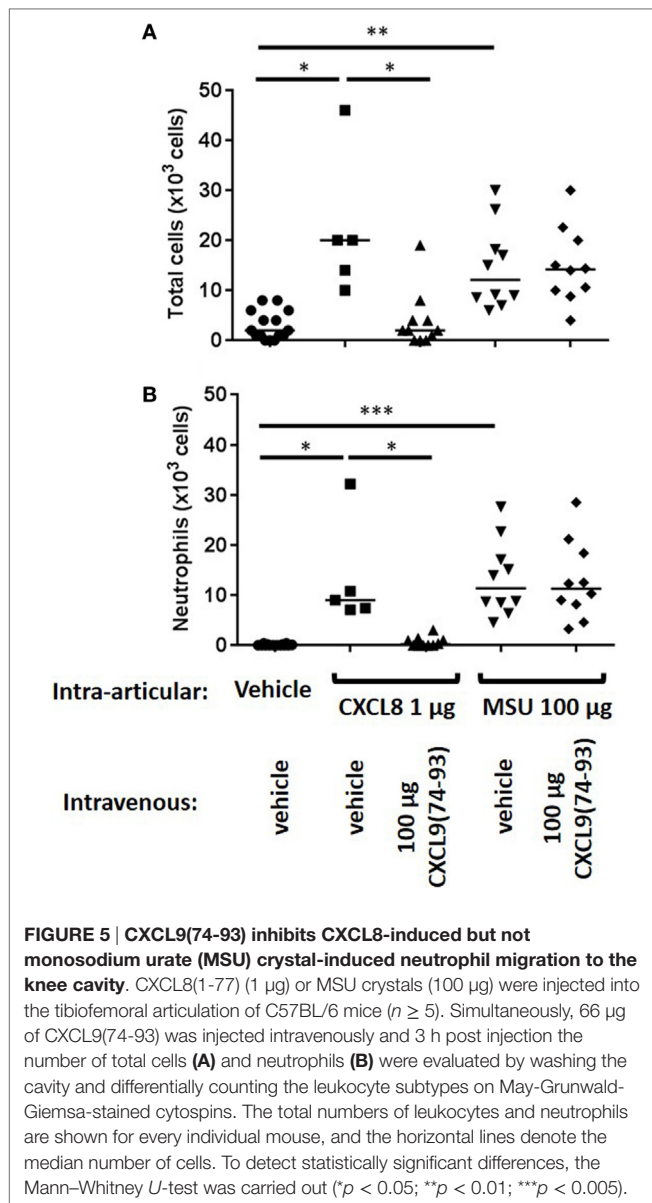 A
**
* *
50
40
30
20
10
0
Total cells (x10³ cells)
B
***
* *
50
40
30
20
10
0
Neutrophils (x10³ cells)
Intra-articular: Vehicle
CXCL8 1 µg MSU 100 µg
Intravenous:
vehicle
vehicle
100 µg
CXCL9(74-93)
vehicle
100 µg
CXCL9(74-93)
FIGURE 5 | CXCL9(74-93) inhibits CXCL8-induced but not
monosodium urate (MSU) crystal-induced neutrophil migration to the
knee cavity. CXCL8(1-77) (1 µg) or MSU crystals (100 µg) were injected into
the tibiofemoral articulation of C57BL/6 mice (n ≥ 5). Simultaneously, 66 µg
of CXCL9(74-93) was injected intravenously and 3 h post injection the
number of total cells (A) and neutrophils (B) were evaluated by washing the
cavity and differentially counting the leukocyte subtypes on May-Grunwald-
Giemsa-stained cytospins. The total numbers of leukocytes and neutrophils
are shown for every individual mouse, and the horizontal lines denote the
median number of cells. To detect statistically significant differences, the
Mann–Whitney U-test was carried out (*p < 0.05; **p < 0.01; ***p < 0.005).